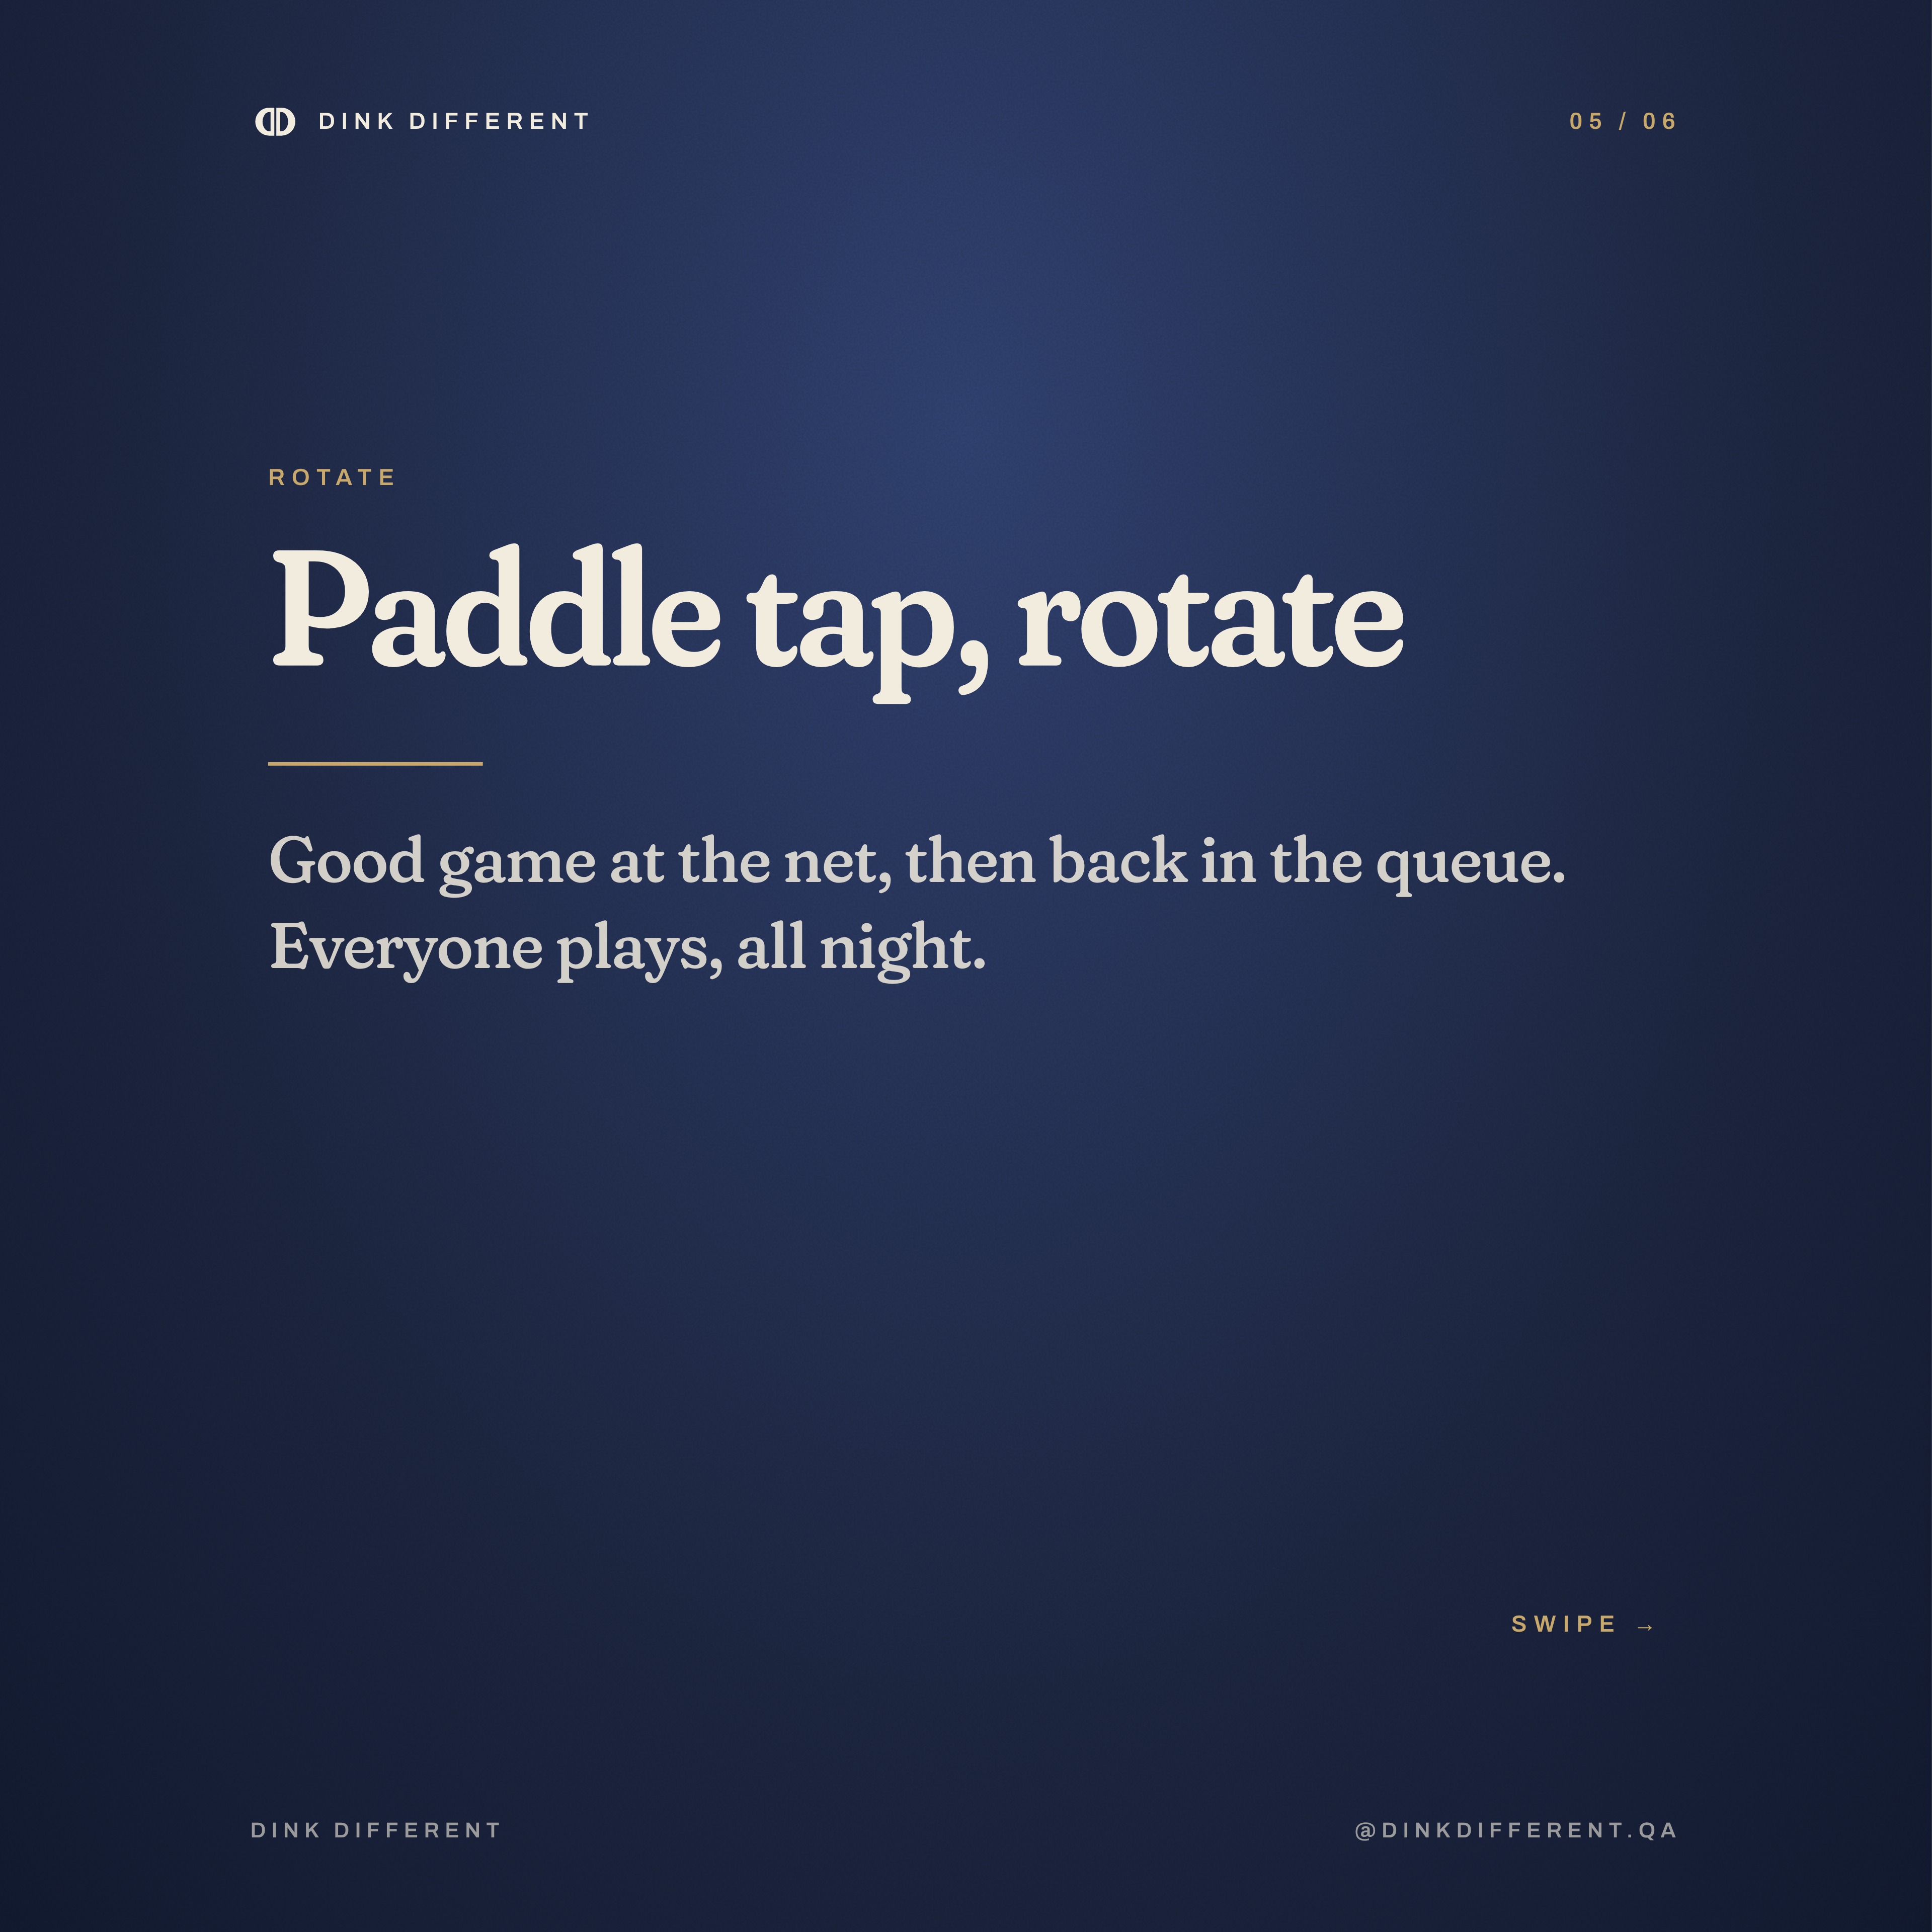 DINK DIFFERENT
05 / 06
ROTATE
Paddle tap, rotate
Good game at the net, then back in the queue.
Everyone plays, all night.
SWIPE →
DINK DIFFERENT
@DINKDIFFERENT.QA